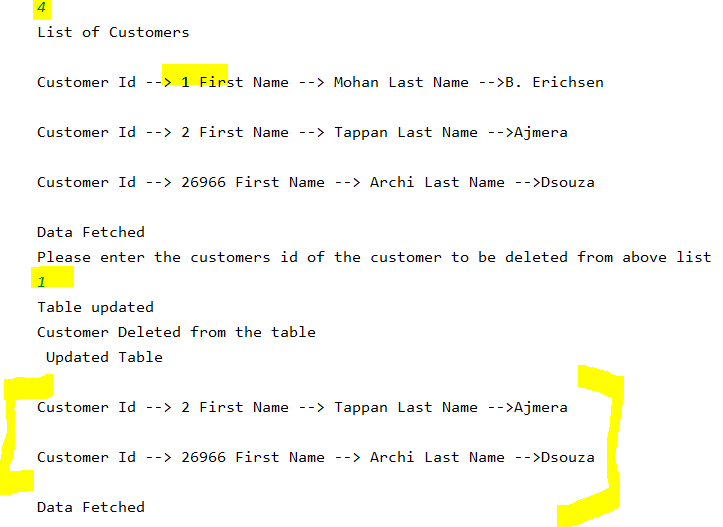 4
List of Customers
Customer Id --> 1 First Name --> Mohan Last Name -->B. Erichsen
Customer Id --> 2 First Name --> Tappan Last Name -->Ajmera
Customer Id --> 26966 First Name --> Archi Last Name -->Dsouza
Data Fetched
Please enter the customers id of the customer to be deleted from above list
1
Table updated
Customer Deleted from the table
Updated Table
Customer Id --> 2 First Name --> Tappan Last Name -->Ajmera
Customer Id --> 26966 First Name --> Archi Last Name -->Dsouza
Data Fetched